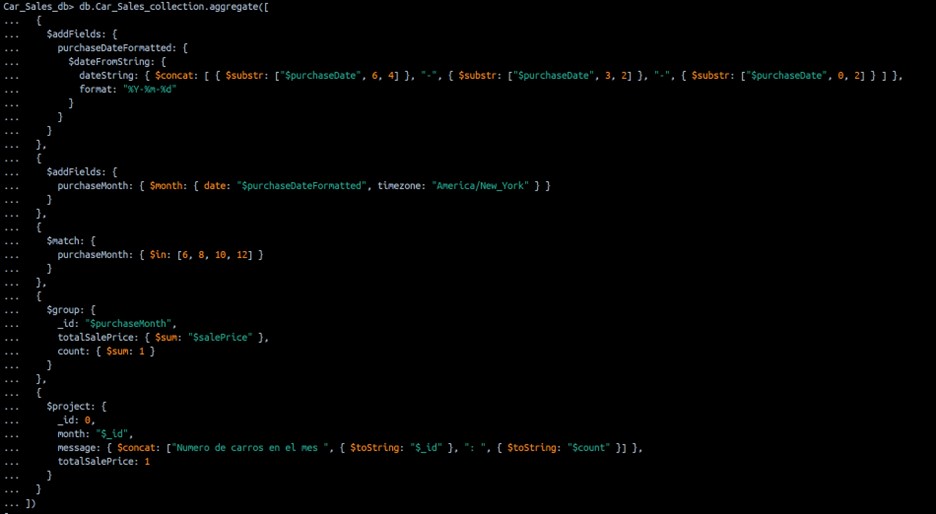 Car_Sales_db> db.Car_Sales_collection.aggregate([
...   {
...     $addFields: {
...       purchaseDateFormatted: {
...         $dateFromString: {
...           dateString: { $concat: [ { $substr: ["$purchaseDate", 6, 4] }, "-", { $substr: ["$purchaseDate", 3, 2] }, "-", { $substr: ["$purchaseDate", 0, 2] } ] },
...           format: "%Y-%m-%d"
...         }
...       }
...     }
...   },
...   {
...     $addFields: {
...       purchaseMonth: { $month: { date: "$purchaseDateFormatted", timezone: "America/New_York" } }
...     }
...   },
...   {
...     $match: {
...       purchaseMonth: { $in: [6, 8, 10, 12] }
...     }
...   },
...   {
...     $group: {
...       _id: "$purchaseMonth",
...       totalSalePrice: { $sum: "$salePrice" },
...       count: { $sum: 1 }
...     }
...   },
...   {
...     $project: {
...       _id: 0,
...       month: "$_id",
...       message: { $concat: ["Numero de carros en el mes ", { $toString: "$_id" }, ": ", { $toString: "$count" }] },
...       totalSalePrice: 1
...     }
...   }
... ])